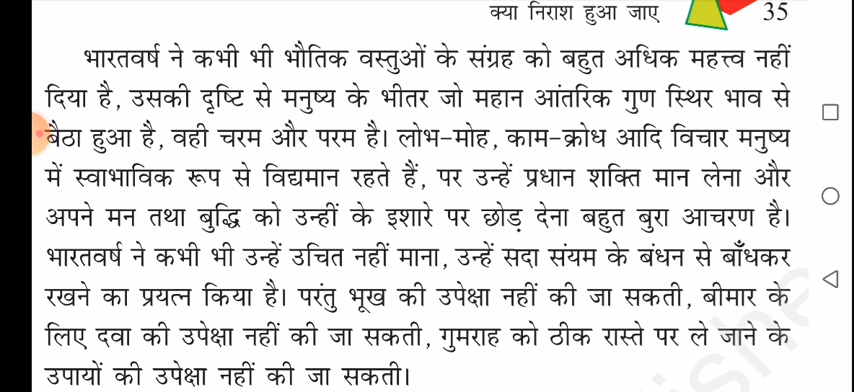 क्या निराश हुआ जाए 35
भारतवर्ष ने कभी भी भौतिक वस्तुओं के संग्रह को बहुत अधिक महत्त्व नहीं
दिया है, उसकी दृष्टि से मनुष्य के भीतर जो महान आंतरिक गुण स्थिर भाव से
बैठा हुआ है, वही चरम और परम है। लोभ-मोह, काम-क्रोध आदि विचार मनुष्य
में स्वाभाविक रूप से विद्यमान रहते हैं, पर उन्हें प्रधान शक्ति मान लेना और
अपने मन तथा बुद्धि को उन्हीं के इशारे पर छोड़ देना बहुत बुरा आचरण है।
भारतवर्ष ने कभी भी उन्हें उचित नहीं माना, उन्हें सदा संयम के बंधन से बाँधकर
रखने का प्रयत्न किया है। परंतु भूख की उपेक्षा नहीं की जा सकती, बीमार के
लिए दवा की उपेक्षा नहीं की जा सकती, गुमराह को ठीक रास्ते पर ले जाने के
उपायों की उपेक्षा नहीं की जा सकती।